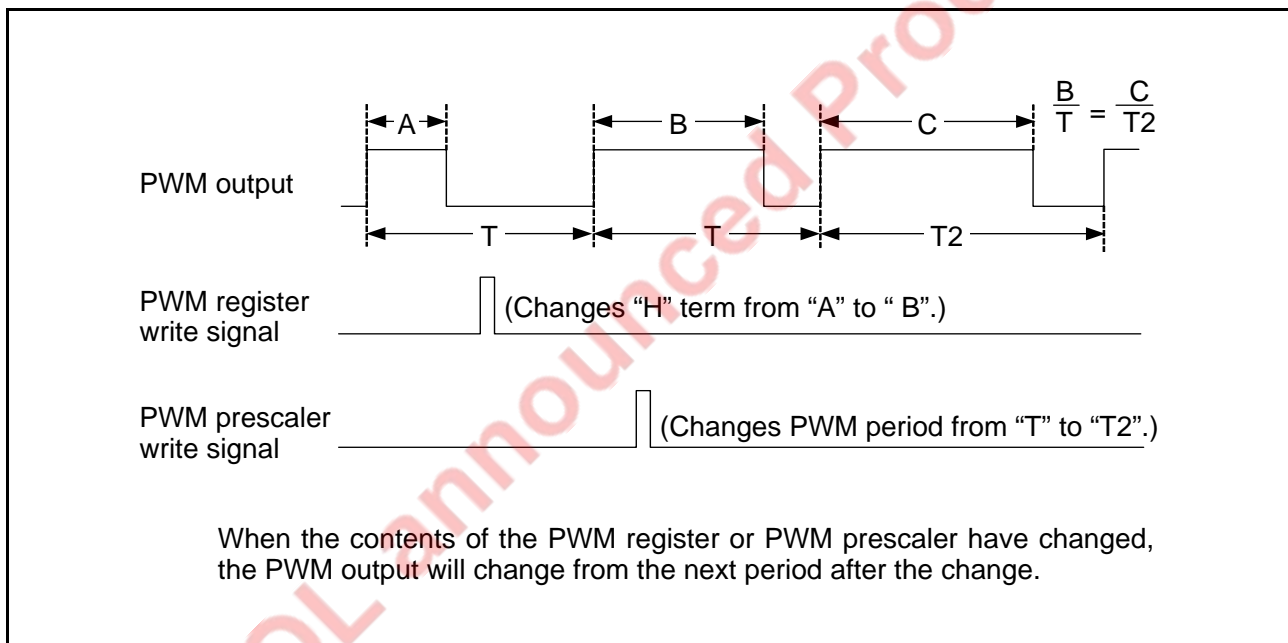 A
B
C
B
T
=
C
T2
PWM output
T
T
T2
PWM register
write signal
(Changes “H” term from “A” to “ B”.)
PWM prescaler
write signal
(Changes PWM period from “T” to “T2”.)
When the contents of the PWM register or PWM prescaler have changed,
the PWM output will change from the next period after the change.
OL announced Prod